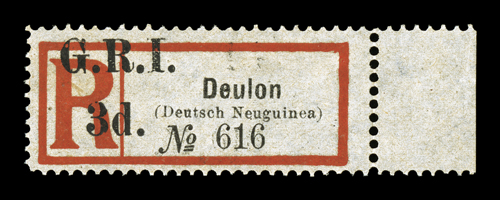 G.R.I.
R
3d.
Deulon
(Deutsch Neuguinea)
№ 616